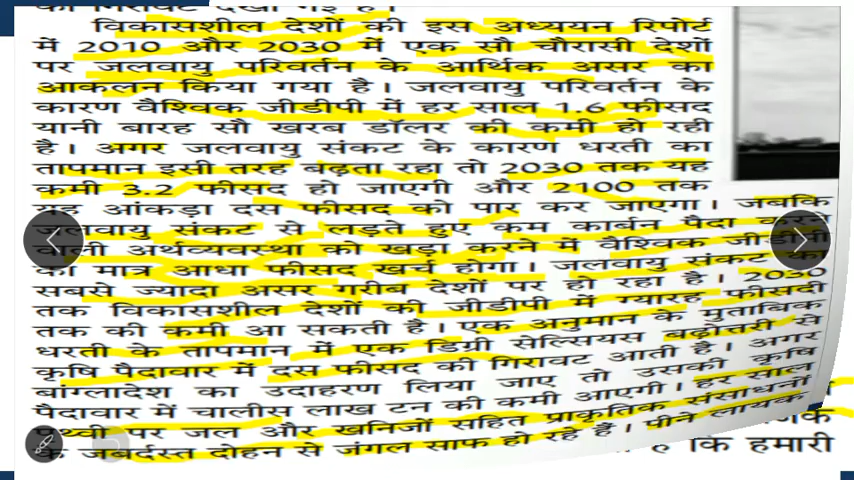 विकासशील देशों की इस अध्ययन रिपोर्ट
में 2010 और 2030 में एक सौ चौरासी देशों
पर जलवायु परिवर्तन के आर्थिक असर का
आकलन किया गया है। जलवायु परिवर्तन के
कारण वैश्विक जीडीपी में हर साल 1.6 फीसद
यानी बारह सौ खरब डॉलर की कमी हो रही
है। अगर जलवायु संकट के कारण धरती का
तापमान इसी तरह बढ़ता रहा तो 2030 तक यह
कमी 3.2 फीसद हो जाएगी और 2100 तक
यह आंकड़ा दस फीसद को पार कर जाएगा। जबकि
जलवायु संकट से लड़ते हुए कम कार्बन पैदा करने
वाली अर्थव्यवस्था को खड़ा करने में वैश्विक जीडीपी
का मात्र आधा फीसद खर्च होगा। जलवायु संकट का
सबसे ज्यादा असर गरीब देशों पर हो रहा है। 2030
तक विकासशील देशों की जीडीपी में ग्यारह फीसदी
तक की कमी आ सकती है। एक अनुमान के मुताबिक
धरती के तापमान में एक डिग्री सेल्सियस बढ़ोत्तरी से
कृषि पैदावार में दस फीसद की गिरावट आती है। अगर
बांग्लादेश का उदाहरण लिया जाए तो उसकी कृषि
पैदावार में चालीस लाख टन की कमी आएगी। हर साल
पृथ्वी पर जल और खनिजों सहित प्राकृतिक संसाधनों
के जबर्दस्त दोहन से जंगल साफ हो रहे हैं। पीने लायक
है कि हमारी